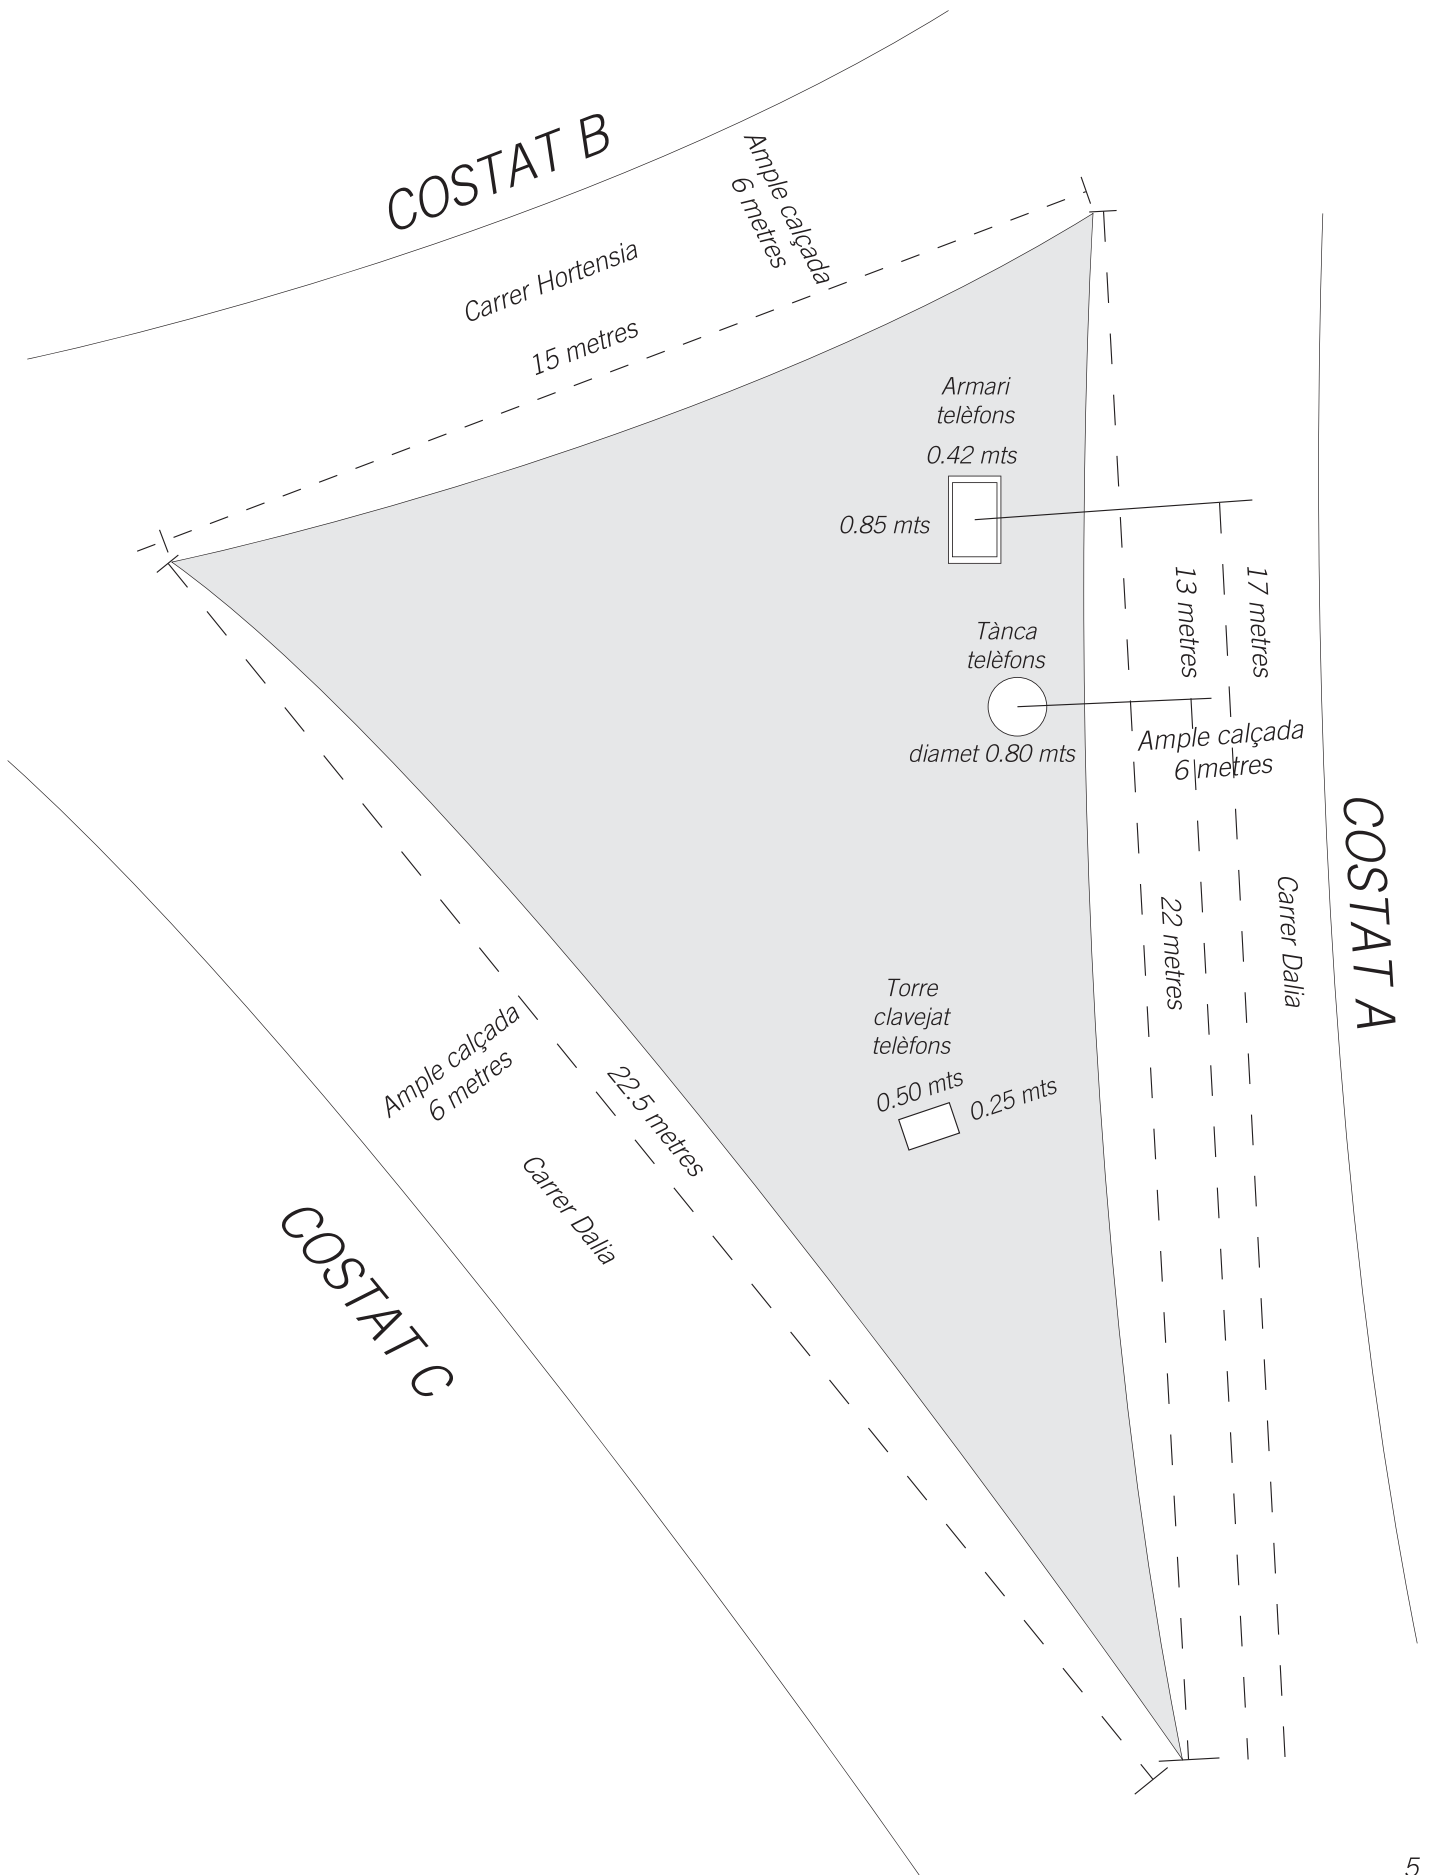 COSTAT B
Ample calçada
6 metres
Carrer Hortensia
15 metres
Armari
telèfons
0.42 mts
0.85 mts
13 metres
17 metres
Tànca
telèfons
diamet 0.80 mts
Ample calçada
6 metres
COSTAT A
Carrer Dalia
22 metres
Torre
clavejat
telèfons
0.50 mts
0.25 mts
Ample calçada
6 metres
22.5 metres
Carrer Dalia
COSTAT C
5